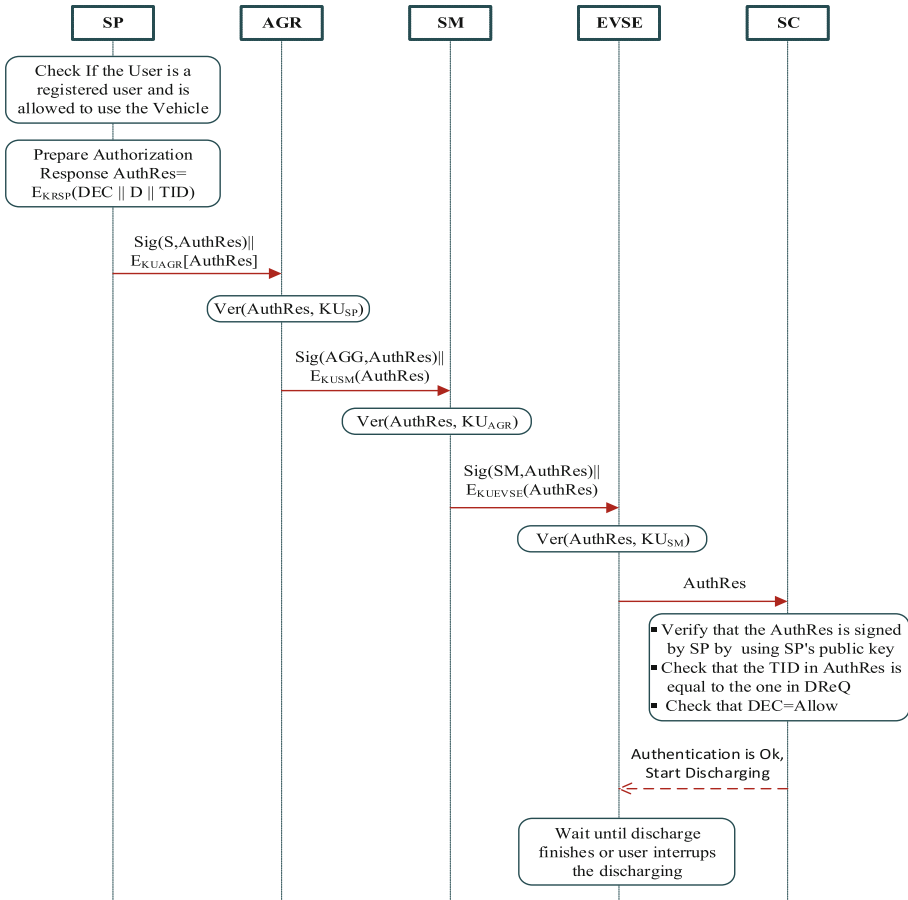 SP AGR SM EVSE SC
Check If the User is a
registered user and is
allowed to use the Vehicle
Prepare Authorization
Response AuthRes=
EKRSP(DEC || D || TID)
Sig(S,AuthRes)||
EKUAGR[AuthRes]
Ver(AuthRes, KUSP)
Sig(AGG,AuthRes)||
EKUSM(AuthRes)
Ver(AuthRes, KUAGR)
Sig(SM,AuthRes)||
EKUEVSE(AuthRes)
Ver(AuthRes, KUSM)
AuthRes
▪ Verify that the AuthRes is signed
by SP by using SP's public key
▪ Check that the TID in AuthRes is
equal to the one in DReQ
▪ Check that DEC=Allow
Authentication is Ok,
Start Discharging
Wait until discharge
finishes or user interrupts
the discharging